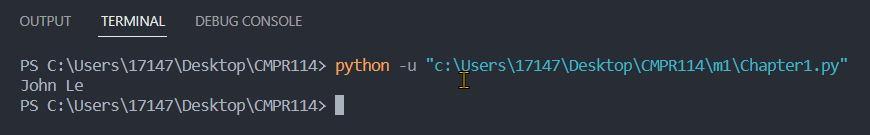 OUTPUT TERMINAL DEBUG CONSOLE
PS C:\Users\17147\Desktop\CMPR114> python -u "c:\Users\17147\Desktop\CMPR114\m1\Chapter1.py"
John Le
PS C:\Users\17147\Desktop\CMPR114>